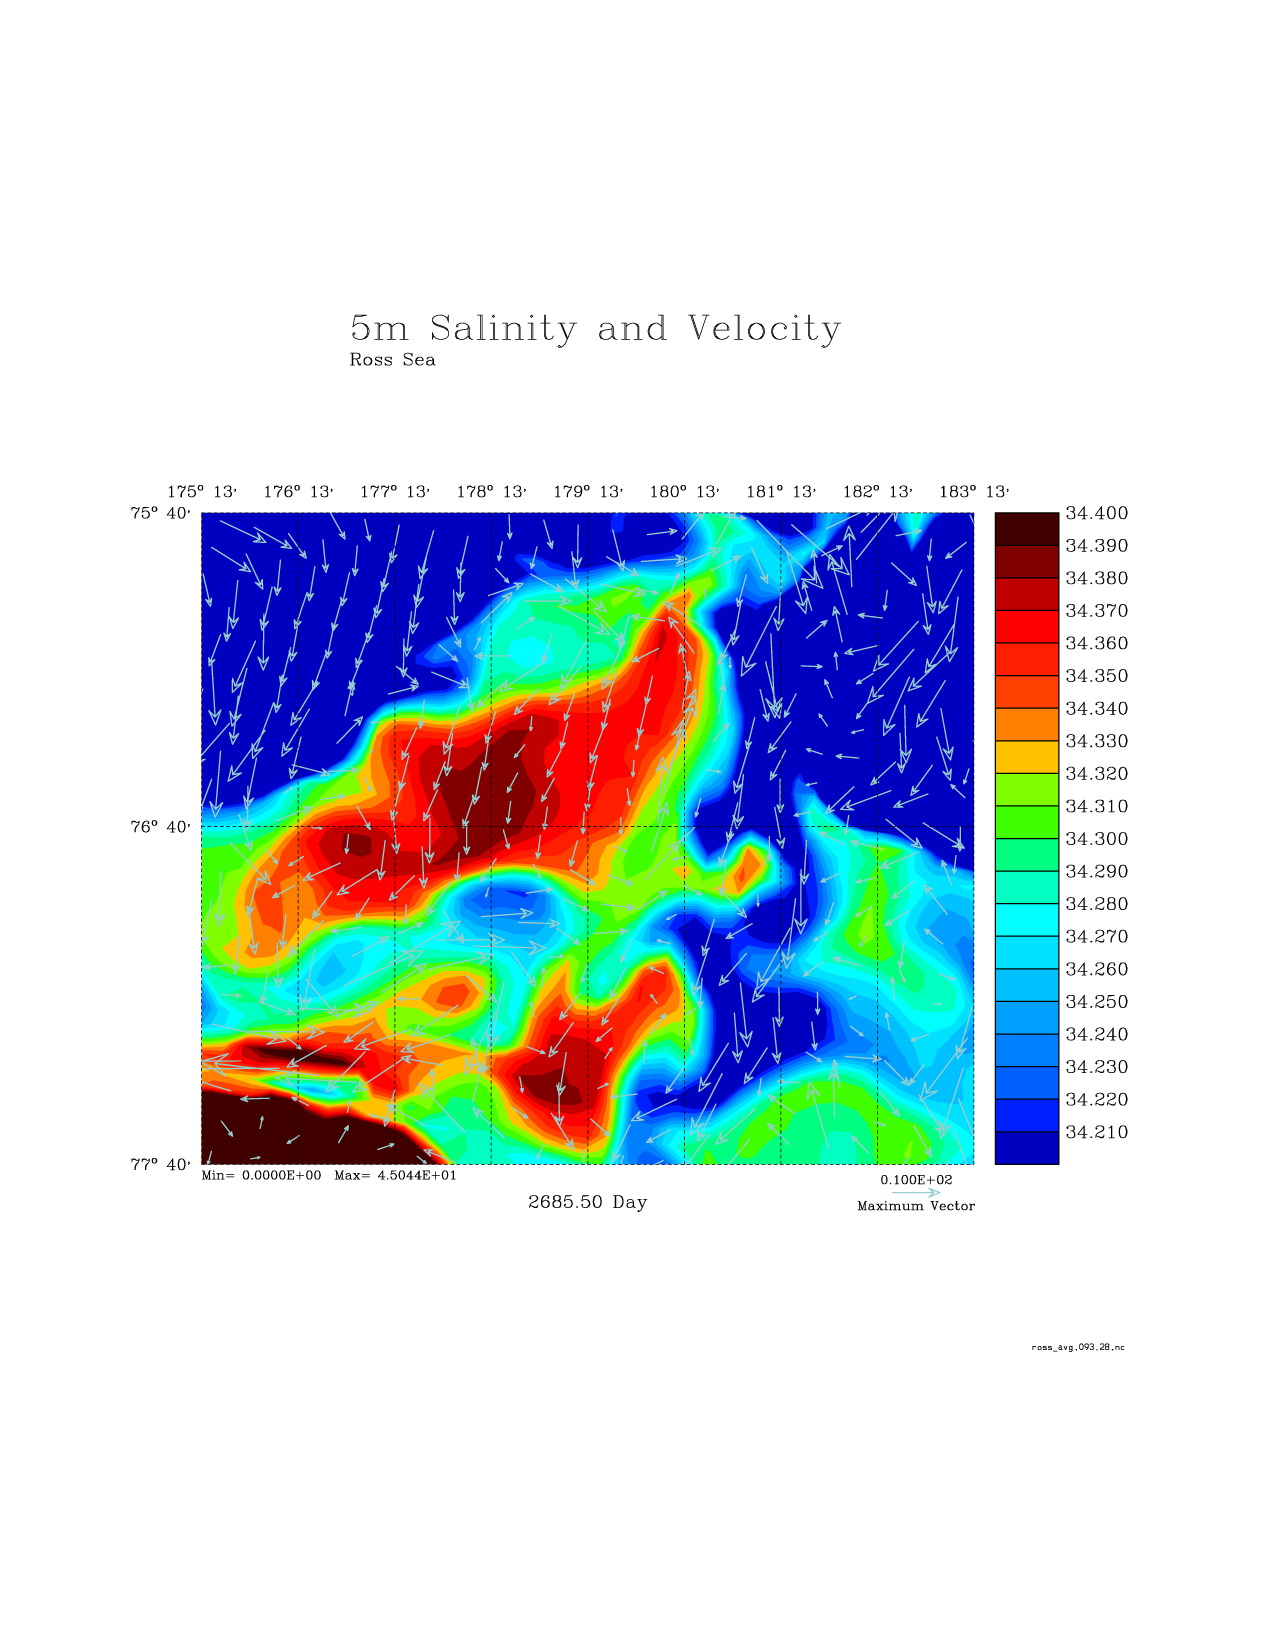 5m Salinity and Velocity
Ross Sea
175° 13' 176° 13' 177° 13' 178° 13' 179° 13' 180° 13' 181° 13' 182° 13' 183° 13'
75° 40'
76° 40'
77° 40'
34.400
34.390
34.380
34.370
34.360
34.350
34.340
34.330
34.320
34.310
34.300
34.290
34.280
34.270
34.260
34.250
34.240
34.230
34.220
34.210
Min= 0.0000E+00 Max= 4.5044E+01
0.100E+02
Maximum Vector
2685.50 Day
ross_avg.093.28.nc